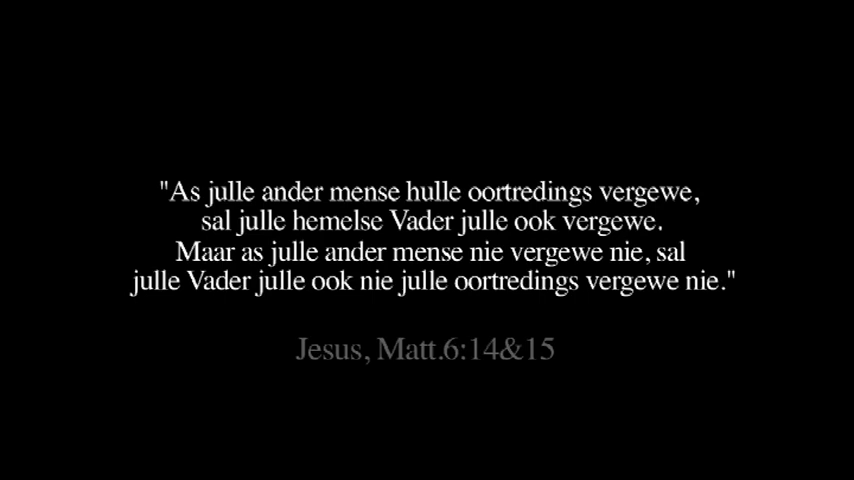 "As julle ander mense hulle oortredings vergewe,
sal julle hemelse Vader julle ook vergewe.
Maar as julle ander mense nie vergewe nie, sal
julle Vader julle ook nie julle oortredings vergewe nie."
Jesus, Matt.6:14&15